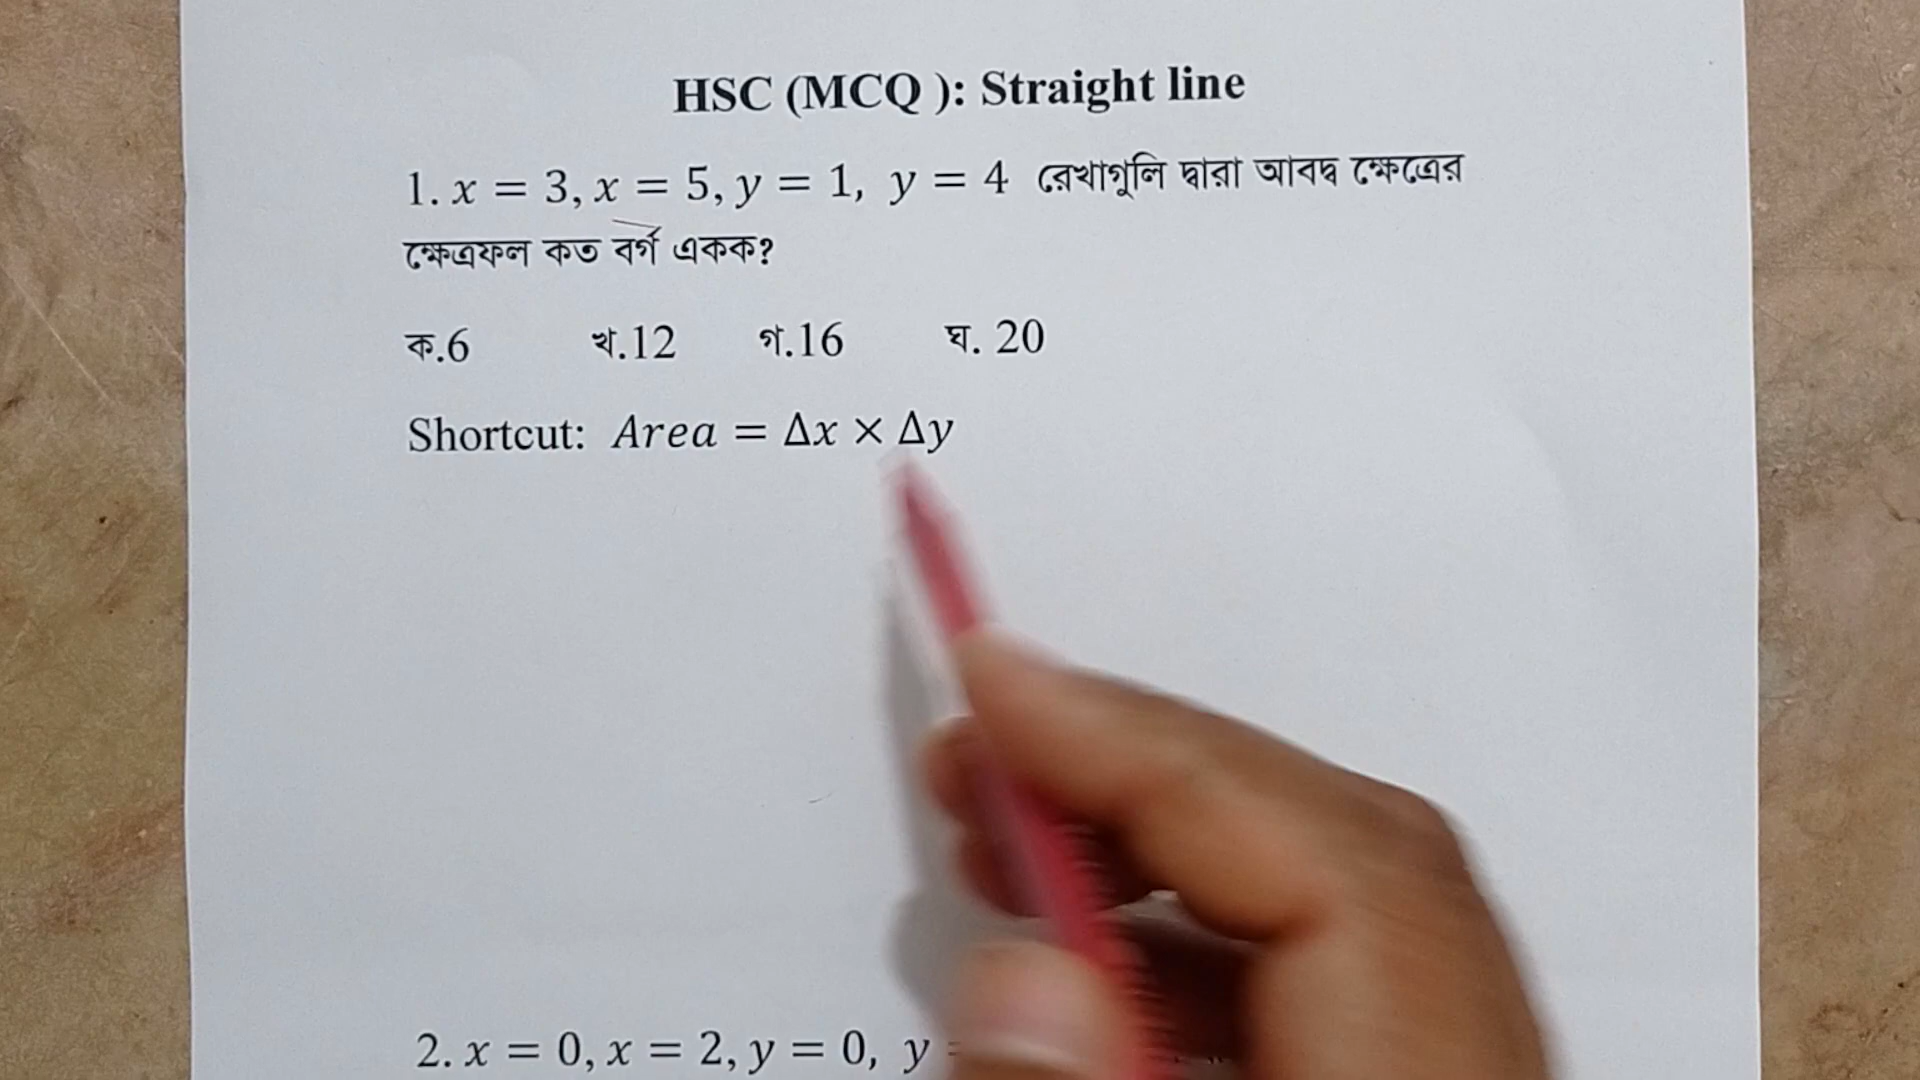 HSC (MCQ ): Straight line
1. x = 3, x = 5, y = 1, y = 4 রেখাগুলি দ্বারা আবদ্ধ ক্ষেত্রের
ক্ষেত্রফল কত বর্গ একক?
ক.6 খ.12 গ.16 ঘ. 20
Shortcut: Area = Δx × Δy
2. x = 0, x = 2, y = 0, y